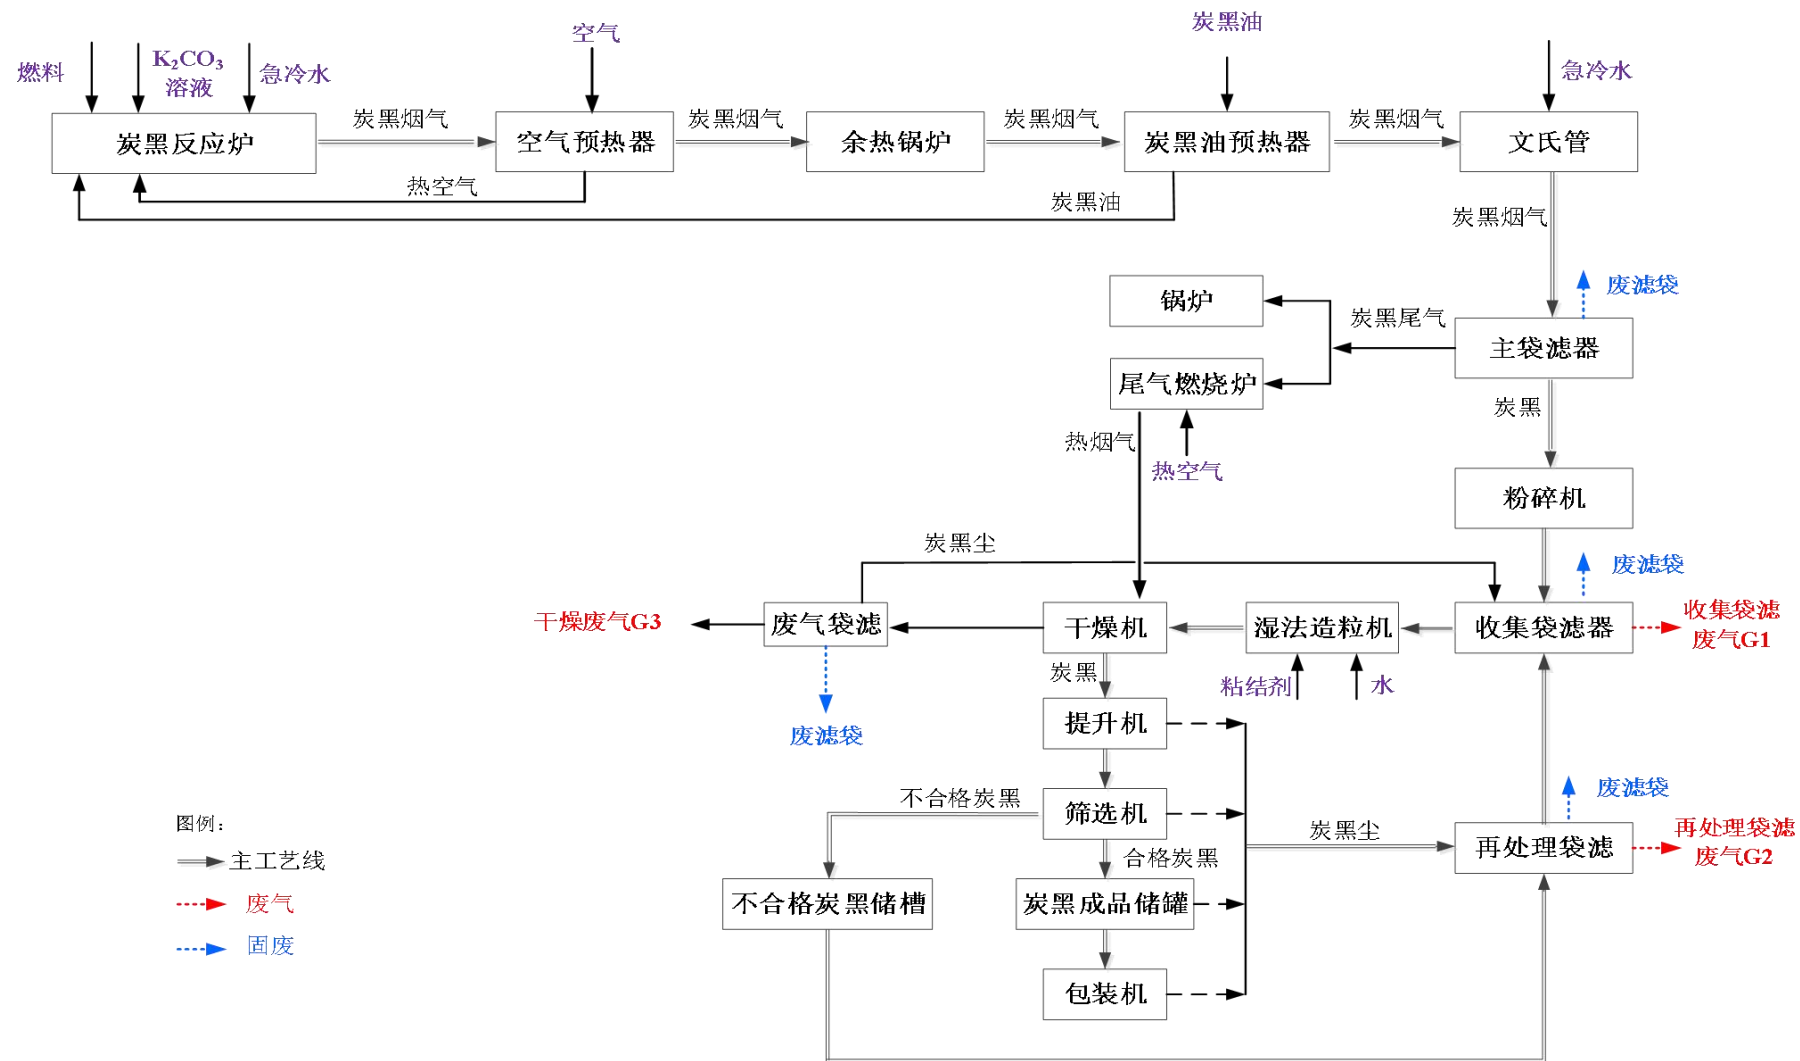 炭黑油
空气
燃料
K₂CO₃
溶液
急冷水
急冷水
炭黑反应炉
炭黑烟气
空气预热器
炭黑烟气
余热锅炉
炭黑烟气
炭黑油预热器
炭黑烟气
文氏管
热空气
炭黑油
炭黑烟气
锅炉
炭黑尾气
废滤袋
主袋滤器
尾气燃烧炉
炭黑
热烟气
热空气
粉碎机
炭黑尘
废滤袋
干燥废气G3
废气袋滤
干燥机
湿法造粒机
收集袋滤器
收集袋滤
废气G1
炭黑
粘结剂
水
提升机
废滤袋
不合格炭黑
筛选机
炭黑尘
废滤袋
再处理袋滤
再处理袋滤
废气G2
合格炭黑
不合格炭黑储槽
炭黑成品储罐
包装机
图例：
主工艺线
废气
固废